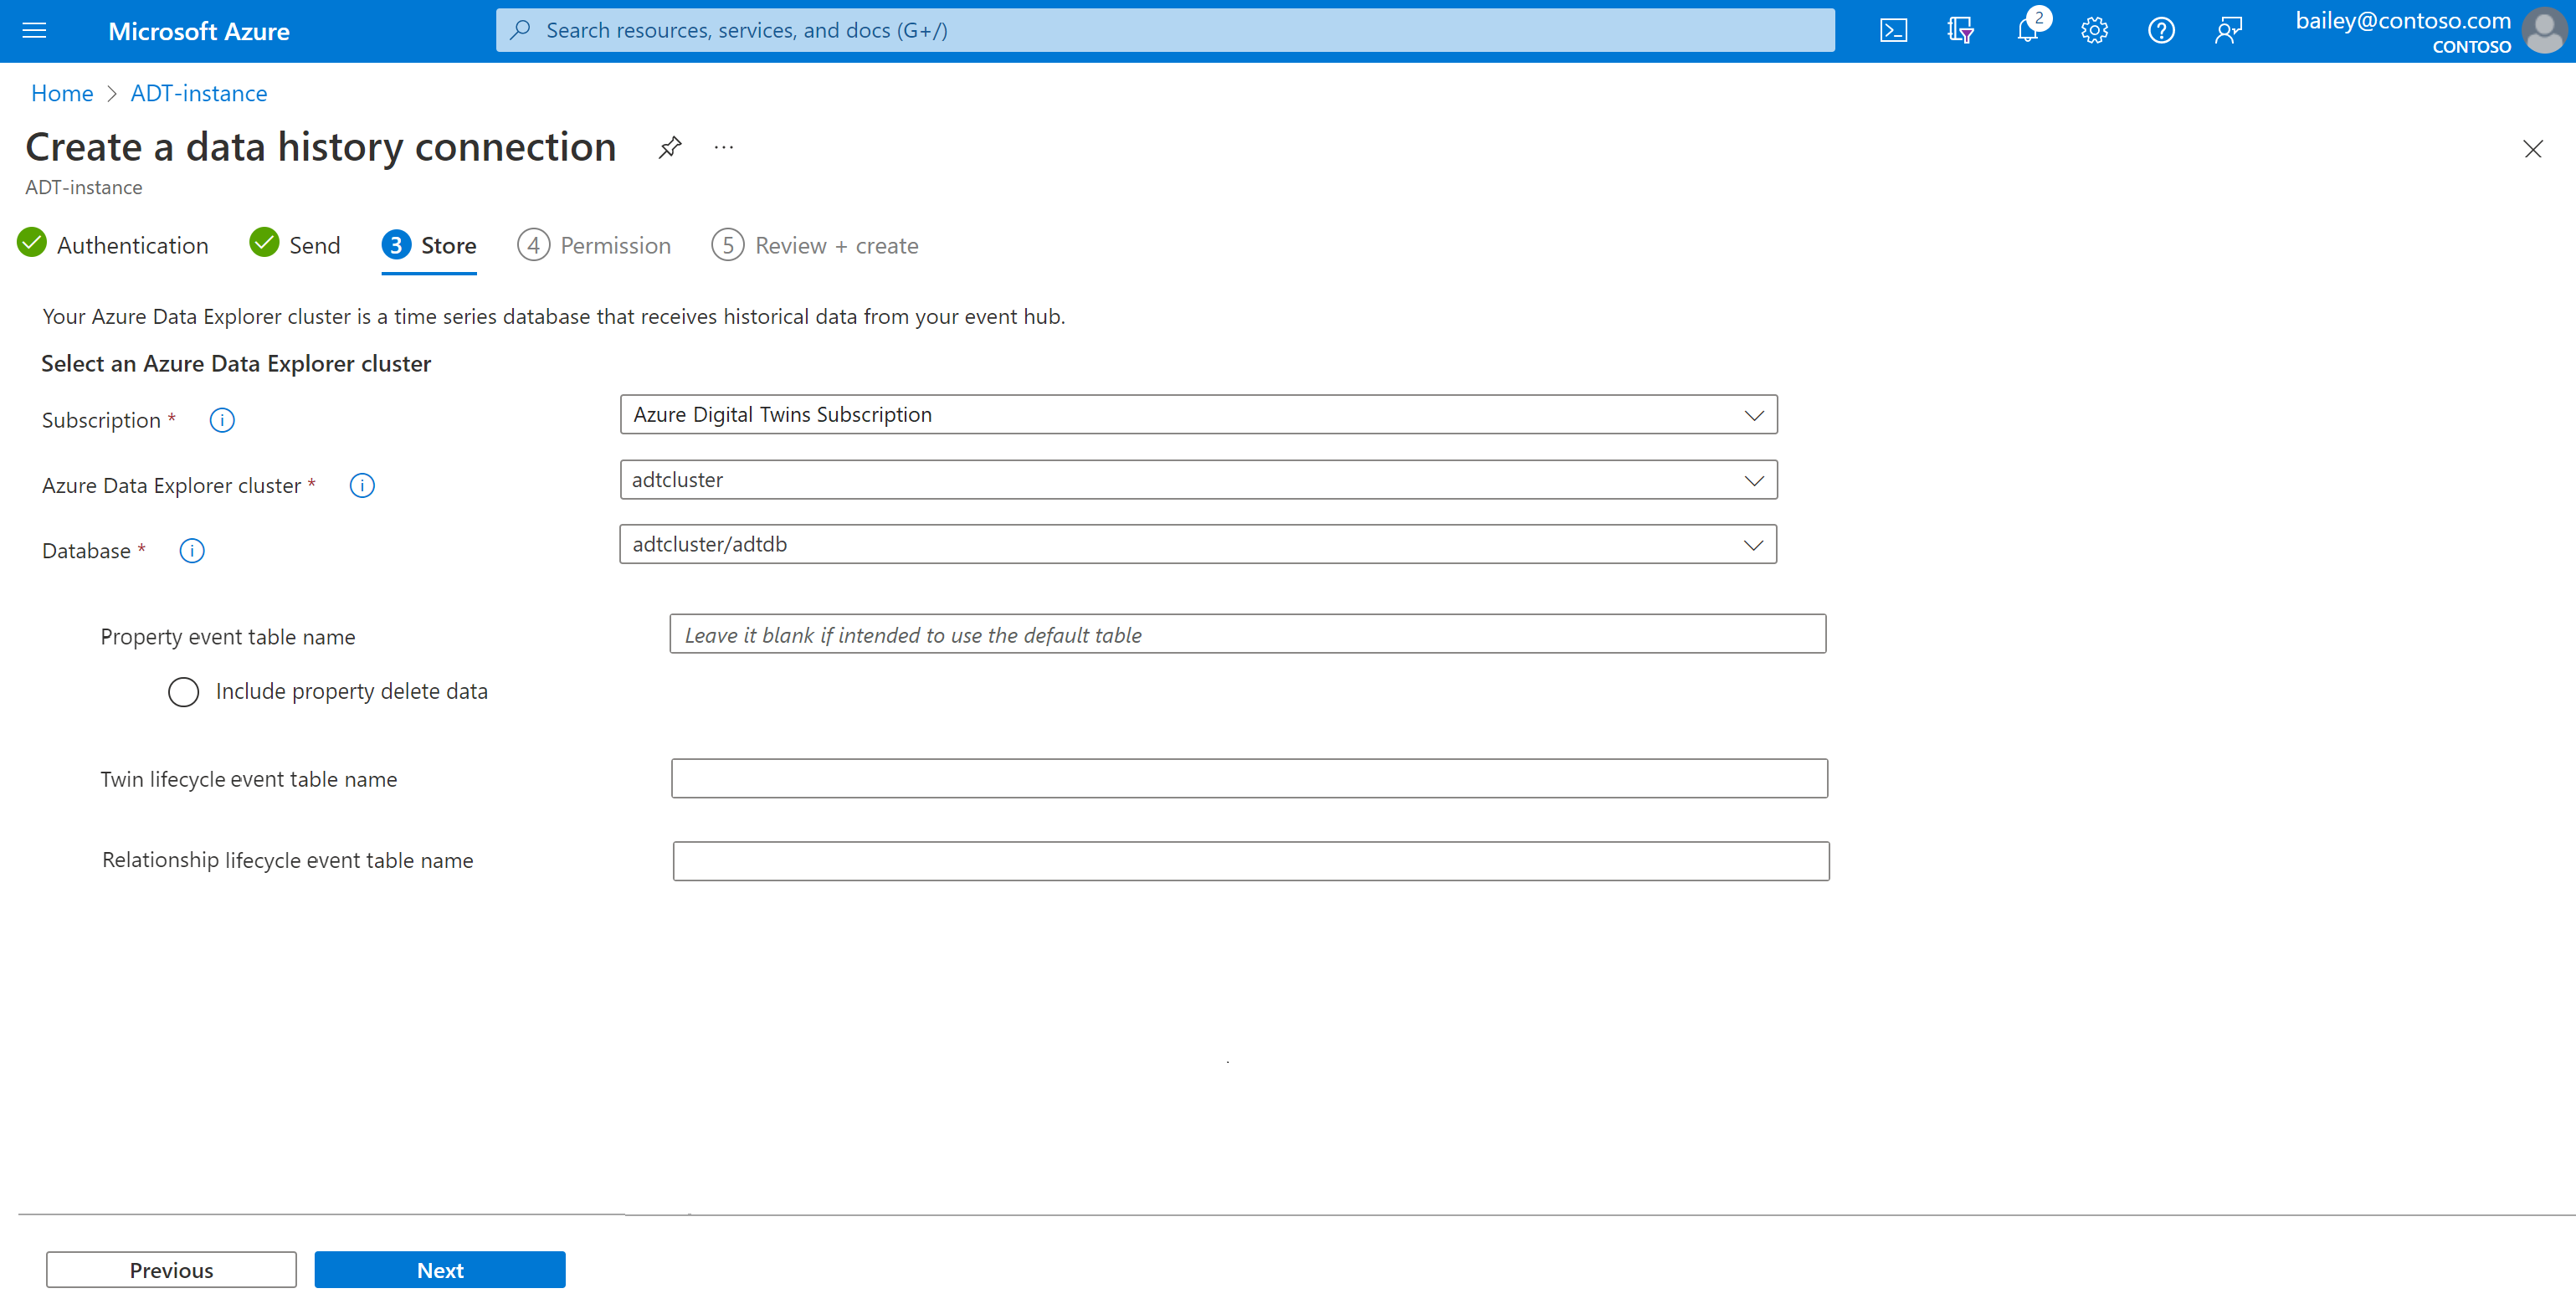 Microsoft Azure
Search resources, services, and docs (G+/)
2
bailey@contoso.com
CONTOSO
Home > ADT-instance
Create a data history connection ...
ADT-instance
Authentication Send 3 Store 4 Permission 5 Review + create
Your Azure Data Explorer cluster is a time series database that receives historical data from your event hub.
Select an Azure Data Explorer cluster
Subscription * Azure Digital Twins Subscription
Azure Data Explorer cluster * adtcluster
Database * adtcluster/adtdb
Property event table name Leave it blank if intended to use the default table
Include property delete data
Twin lifecycle event table name
Relationship lifecycle event table name
Previous Next